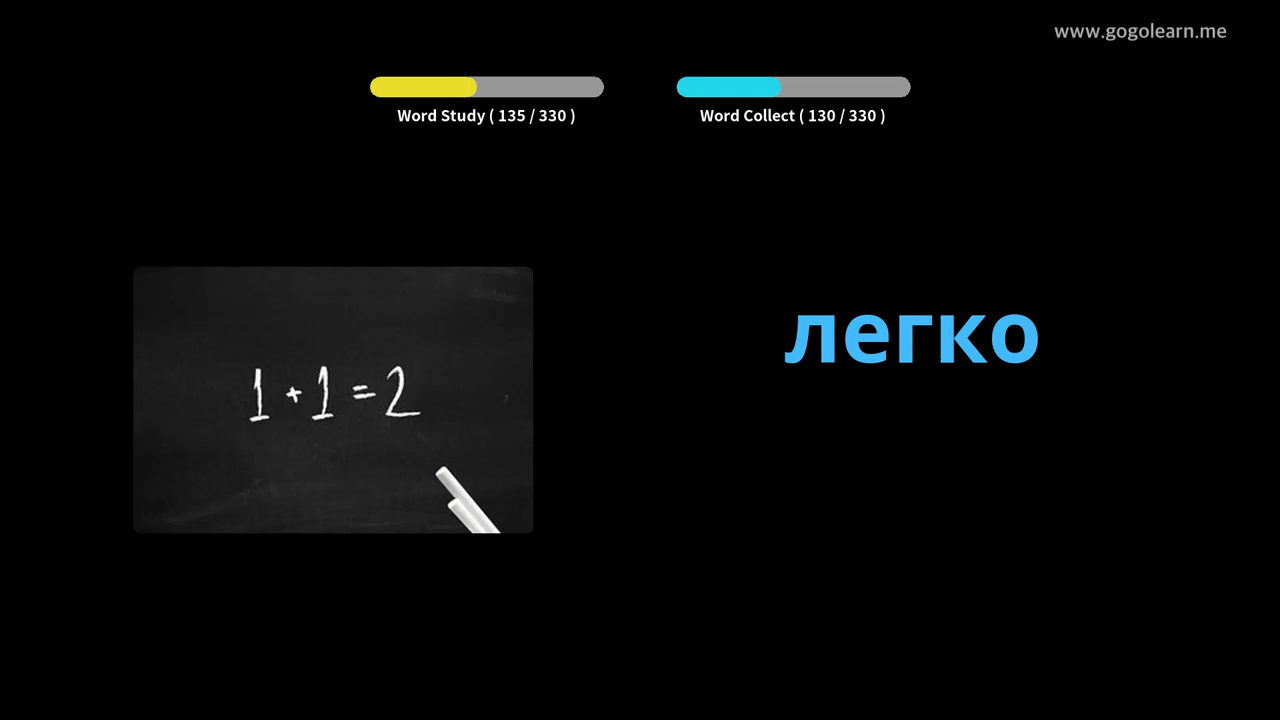 www.gogolearn.me
Word Study ( 135 / 330 )
Word Collect ( 130 / 330 )
легко
1 + 1 = 2